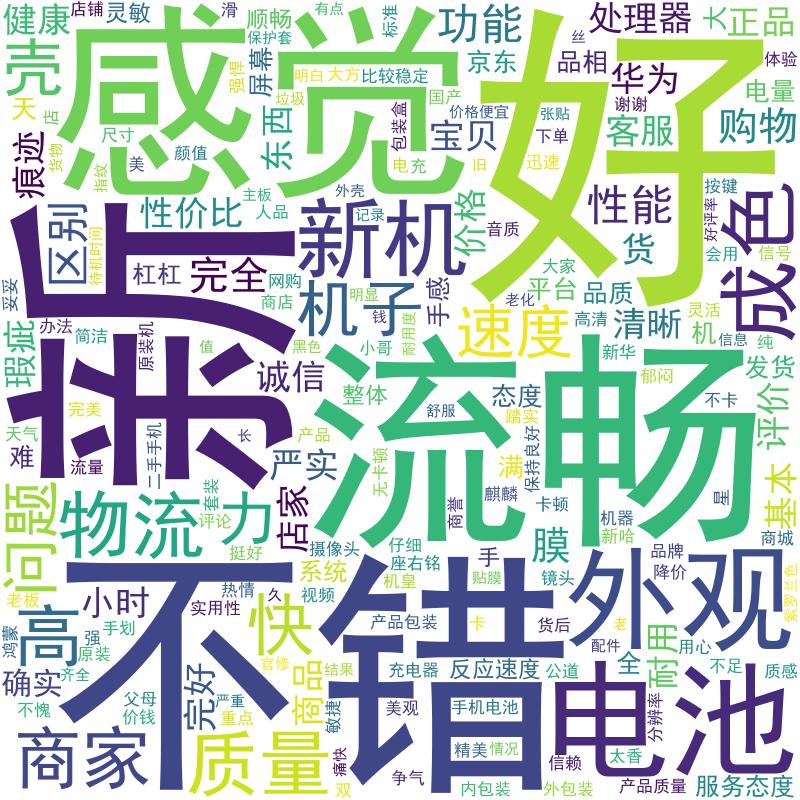 健康
店铺
灵敏
滑
感觉
有点
标准
功能
丝
处理器
大
正品
壳
顺畅
保护套
屏幕
强悍
明白
大方
比较稳定
京东
好
品相
华为
体验
电量
天
店
垃圾
国产
价格便宜
张贴
谢谢
痕迹
货物
尺寸
东西
包装盒
宝贝
下单
客服
购物
指纹
美
颜值
电
充
旧
迅速
新
区别
待机时间
性价比
主板
人品
外壳
记录
新机
价格
音质
性能
按键
好评率
成色
杠杠
完全
网购
商店
机子
明显
钱
手感
大家
平台
品质
货
会用
信号
妥妥
瑕疵
办法
简洁
原装机
值
黑色
小哥
耐用度
老化
速度
高清
清晰
机
灵活
信息
纯
诚信
整体
态度
新华
郁闷
发货
天气
难
完美
流量
二手手机
长
产品
流畅
舒服
踏实
不卡
评价
严实
无卡顿
满
保持良好
麒麟
卡顿
星
基本
问题
物流
力
套装
评论
店家
商誉
机器
新哈
商城
挺好
摄像头
仔细
座右铭
手
膜
镜头
品牌
降价
紫罗兰色
老板
不错
热情
系统
视频
机皇
贴膜
外观
小时
实用性
久
快
产品包装
卡
货后
老
配件
用心
耐用
鸿蒙
高
强
手划
原装
官修
结果
充电器
反应速度
公道
全
不足
质感
确实
齐全
完好
严重
商品
敏捷
美观
手机电池
电池
分辨率
不愧
父母
价钱
重点
痛快
精美
情况
信赖
太香
商家
质量
双
争气
内包装
外包装
产品质量
服务态度